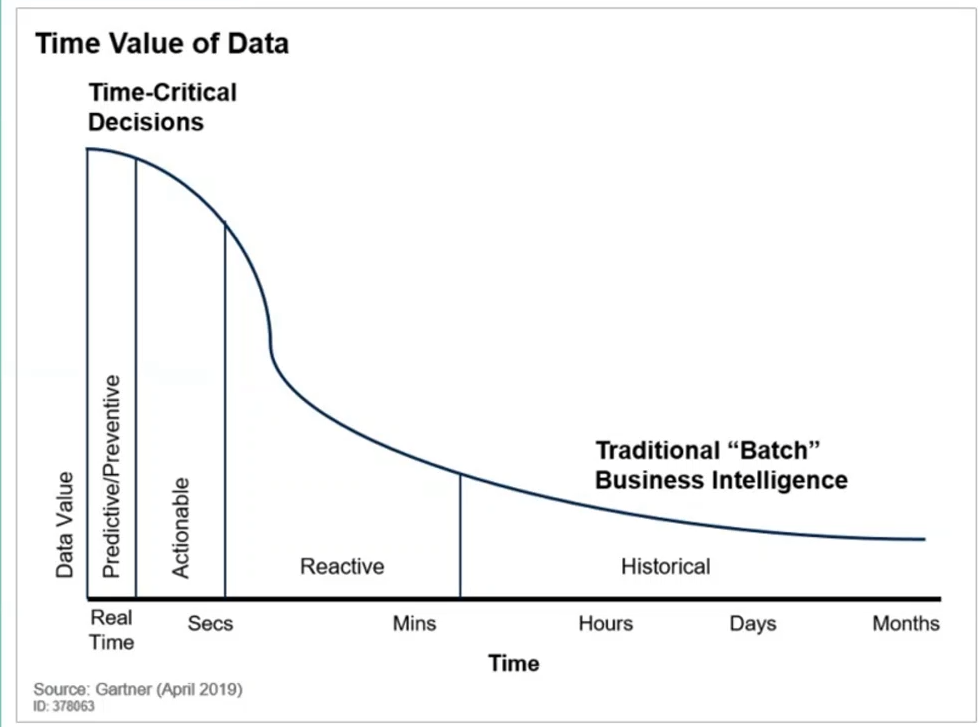 Time Value of Data
Time-Critical
Decisions
Data Value
Predictive/Preventive
Actionable
Reactive
Traditional “Batch”
Business Intelligence
Historical
Real
Time
Secs
Mins
Hours
Days
Months
Time
Source: Gartner (April 2019)
ID: 378063